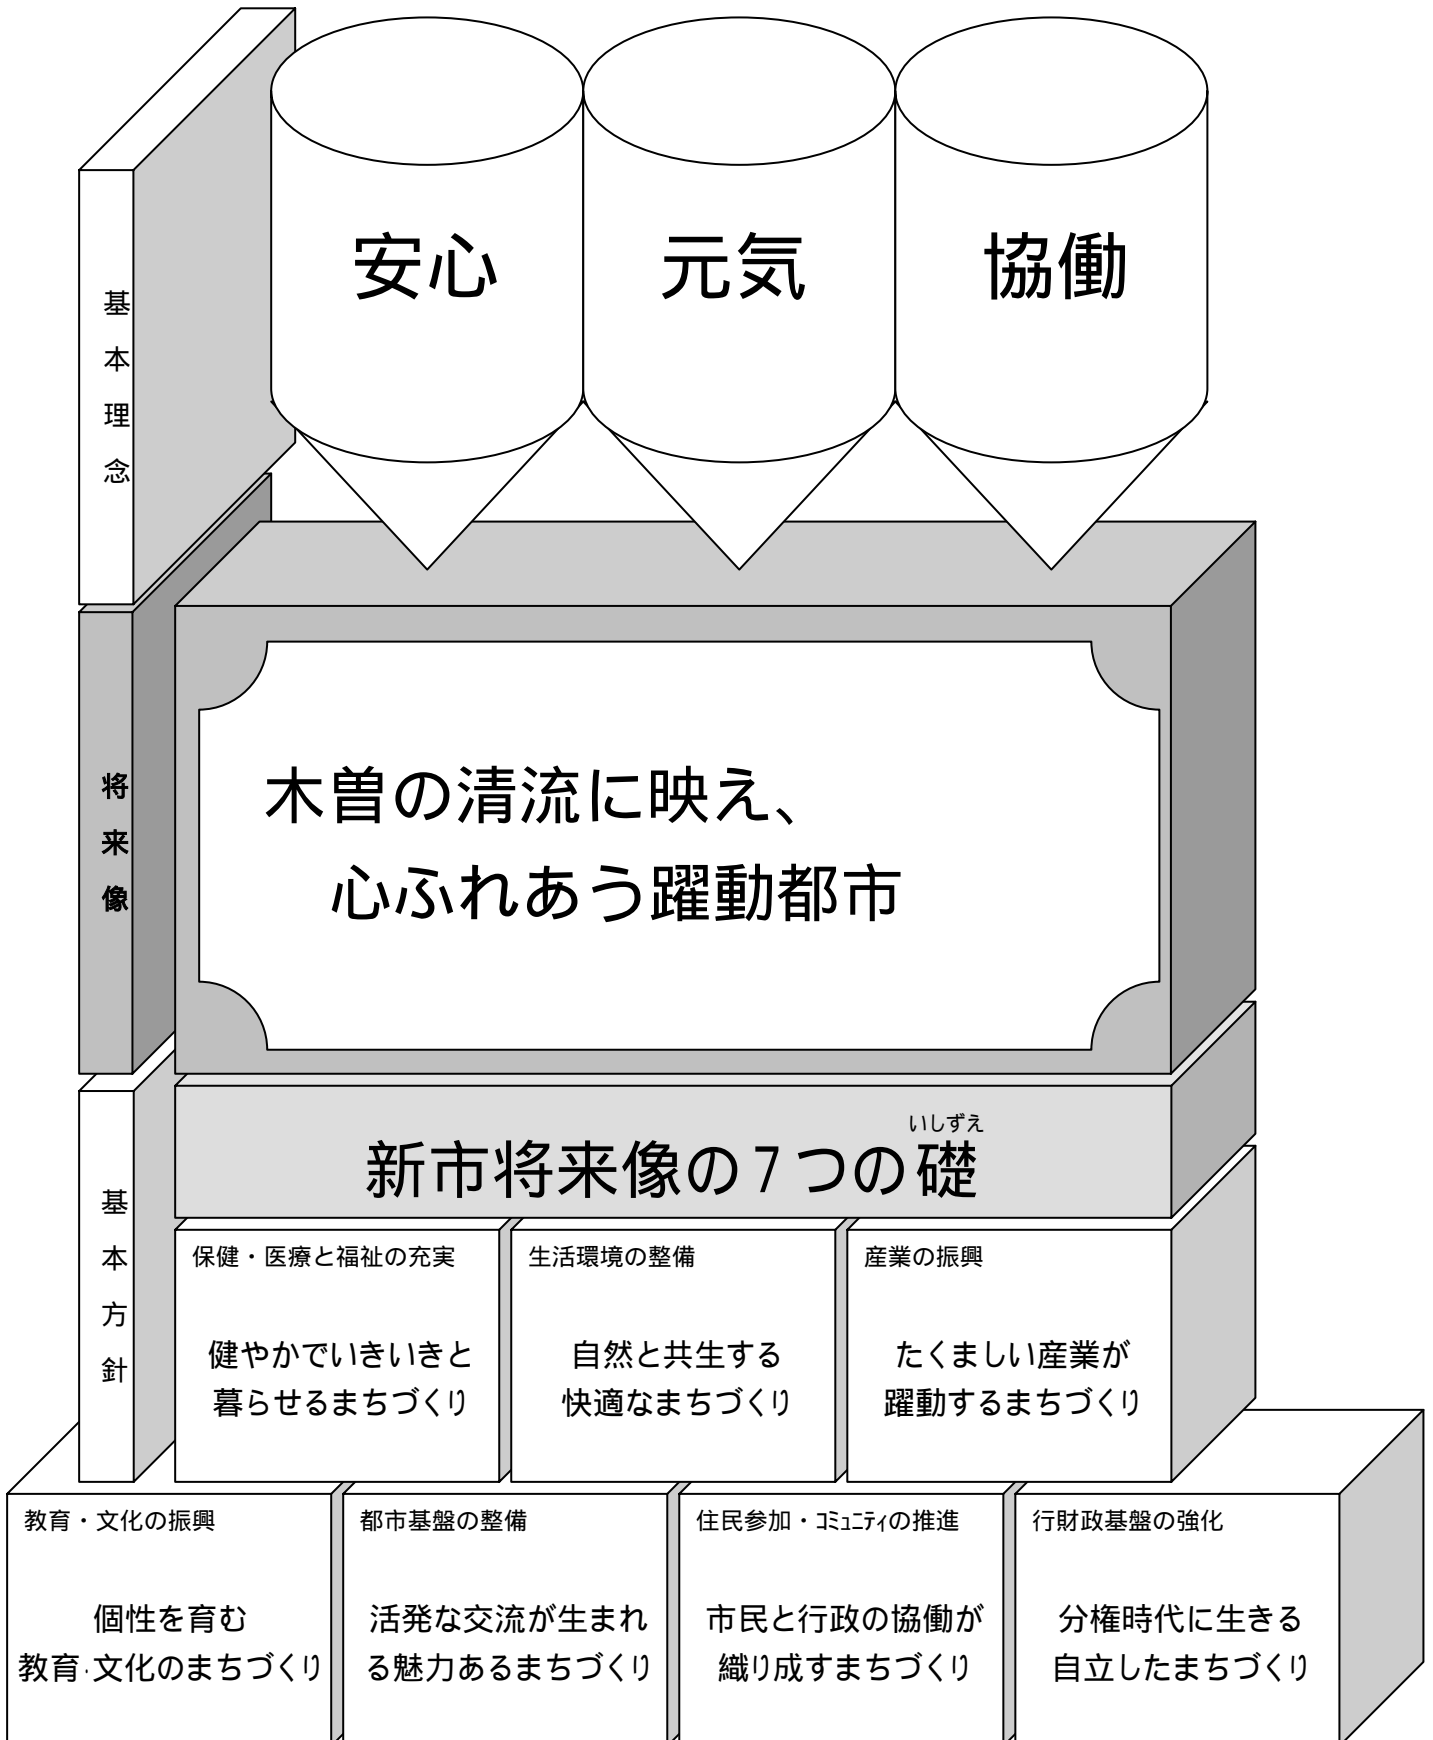 基本理念
安心
元気
協働
将来像
木曽の清流に映え、
心ふれあう躍動都市
基本方針
いしずえ
新市将来像の7つの礎
保健・医療と福祉の充実
健やかでいきいきと
暮らせるまちづくり
生活環境の整備
自然と共生する
快適なまちづくり
産業の振興
たくましい産業が
躍動するまちづくり
教育・文化の振興
個性を育む
教育・文化のまちづくり
都市基盤の整備
活発な交流が生まれ
る魅力あるまちづくり
住民参加・ｺﾐｭﾆﾃｨの推進
市民と行政の協働が
織り成すまちづくり
行財政基盤の強化
分権時代に生きる
自立したまちづくり